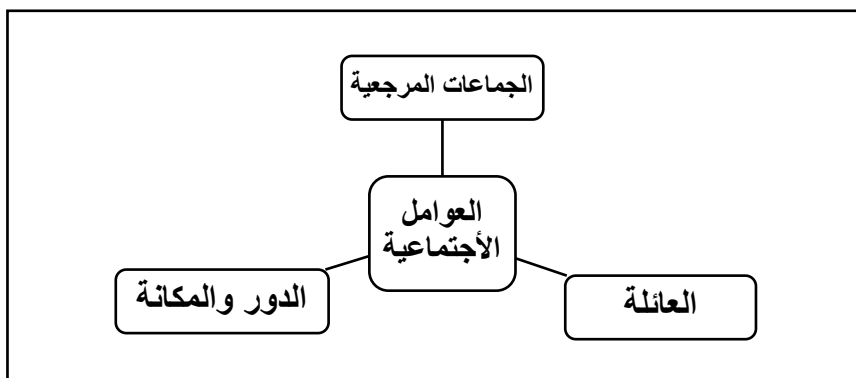 الجماعات المرجعية
العوامل
الأجتماعية
العائلة
الدور والمكانة